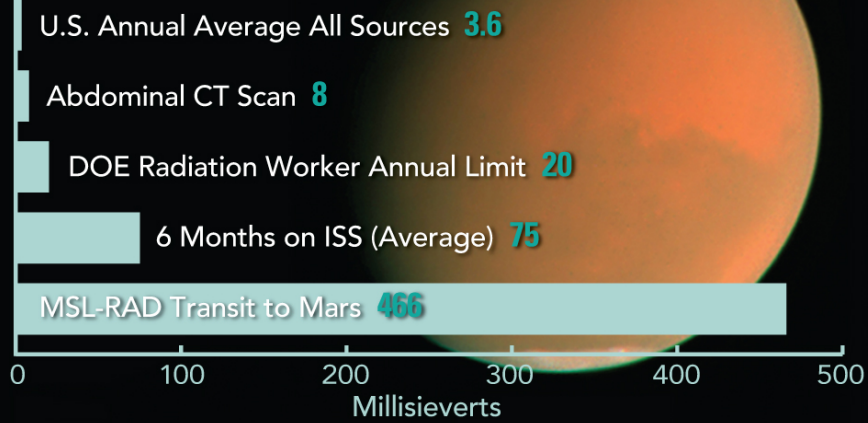 U.S. Annual Average All Sources 3.6
Abdominal CT Scan 8
DOE Radiation Worker Annual Limit 20
6 Months on ISS (Average) 75
MSL-RAD Transit to Mars 466
0 100 200 300 400 500
Millisieverts